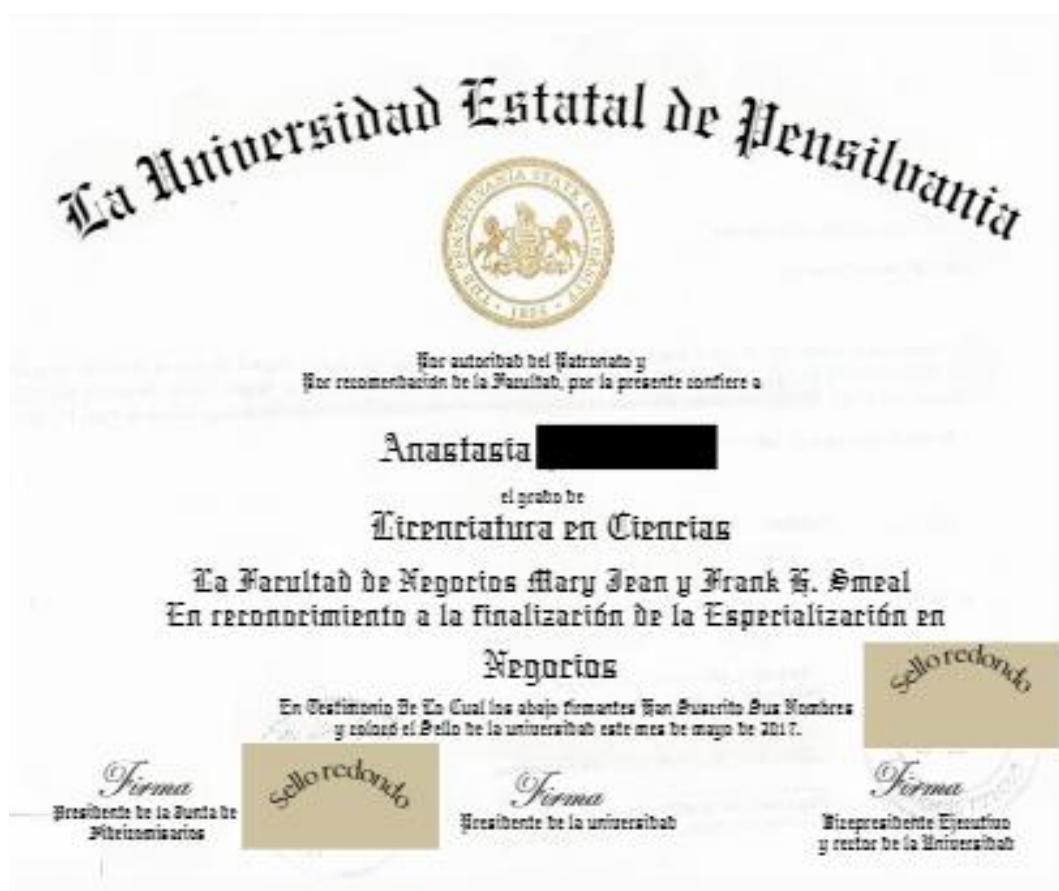 La Universidad Estatal de Pensilvania
THE PENNSYLVANIA STATE UNIVERSITY
1855
Por autoridad del Patronato y
Por recomendación de la Facultad, por la presente confiere a
Anastasia
el grado de
Licenciatura en Ciencias
La Facultad de Negocios Mary Jean y Frank H. Smeal
En reconocimiento a la finalización de la Especialización en
Negocios
Sello redondo
En Testimonio De Lo Cual los abajo firmantes Han Suscrito Sus Nombres
y colocó el Sello de la universidad este mes de mayo de 2017.
Firma
Sello redondo
Firma
Firma
Presidente de la Junta de
Fideicomisarios
Presidente de la universidad
Vicepresidente Ejecutivo
y rector de la Universidad